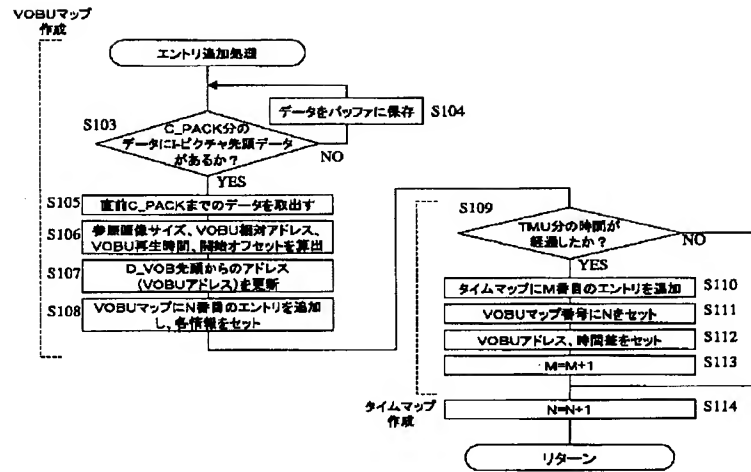 VOBUマップ
作成
エントリ追加処理
データをバッファに保存
S104
S103
C_PACK分の
データにI-ピクチャ先頭データ
があるか？
NO
YES
S105
直前C_PACKまでのデータを取出す
S106
参照画像サイズ、VOBU相対アドレス、
VOBU再生時間、開始オフセットを算出
S107
D_VOB先頭からのアドレス
(VOBUアドレス)を更新
S108
VOBUマップにN番目のエントリを追加
し、各情報をセット
S109
TMU分の時間が
経過したか？
NO
YES
タイムマップにM番目のエントリを追加
S110
VOBUマップ番号にNをセット
S111
VOBUアドレス、時間差をセット
S112
M=M+1
S113
タイムマップ
作成
N=N+1
S114
リターン